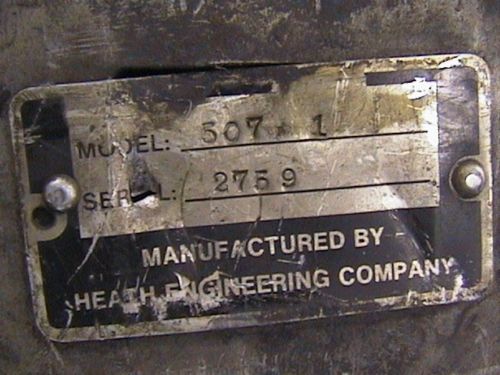 MODEL: 507 1
SERIAL: 2759
MANUFACTURED BY
HEATH ENGINEERING COMPANY